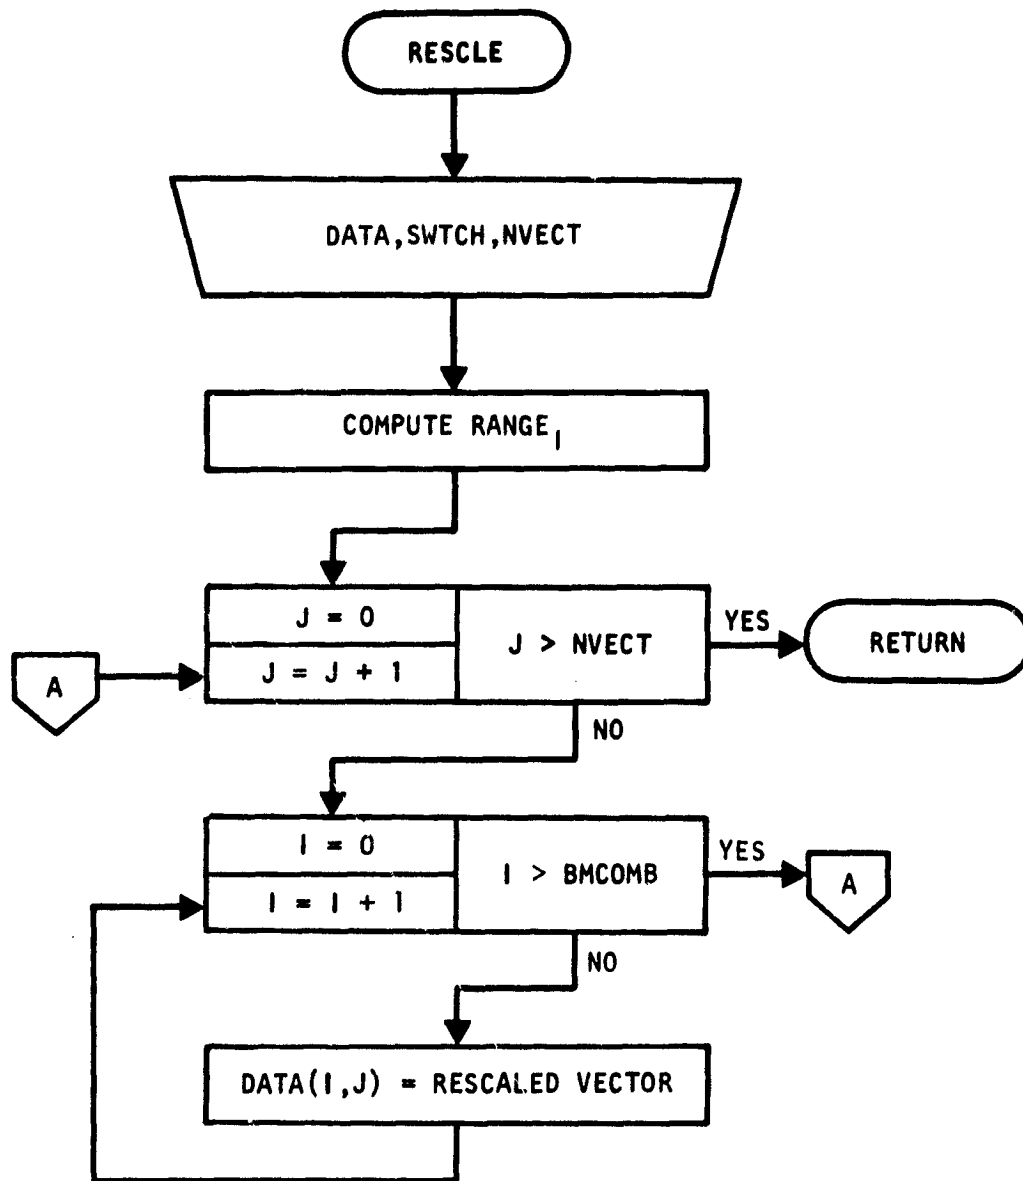 RESCLE
DATA,SWTCH,NVECT
COMPUTE RANGE I
J = 0
J > NVECT
YES
RETURN
A
J = J + 1
NO
I = 0
I > BMCOMB
YES
A
I = I + 1
NO
DATA(I,J) = RESCALED VECTOR